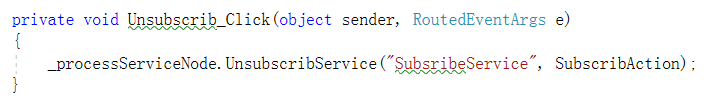 private void Unsubscrib_Click(object sender, RoutedEventArgs e)
{
    _processServiceNode.UnsubscribService("SubsribeService", SubscribAction);
}